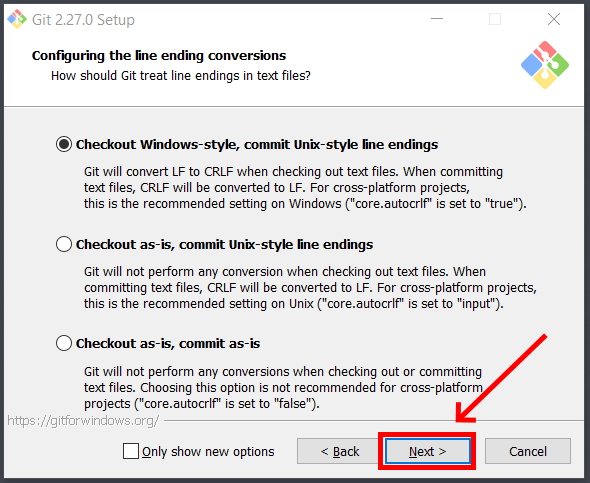 Git 2.27.0 Setup
Configuring the line ending conversions
How should Git treat line endings in text files?
Checkout Windows-style, commit Unix-style line endings
Git will convert LF to CRLF when checking out text files. When committing
text files, CRLF will be converted to LF. For cross-platform projects,
this is the recommended setting on Windows ("core.autocrlf" is set to "true").
Checkout as-is, commit Unix-style line endings
Git will not perform any conversion when checking out text files. When
committing text files, CRLF will be converted to LF. For cross-platform projects,
this is the recommended setting on Unix ("core.autocrlf" is set to "input").
Checkout as-is, commit as-is
Git will not perform any conversions when checking out or committing
text files. Choosing this option is not recommended for cross-platform
projects ("core.autocrlf" is set to "false").
https://gitforwindows.org/
Only show new options
< Back
Next >
Cancel